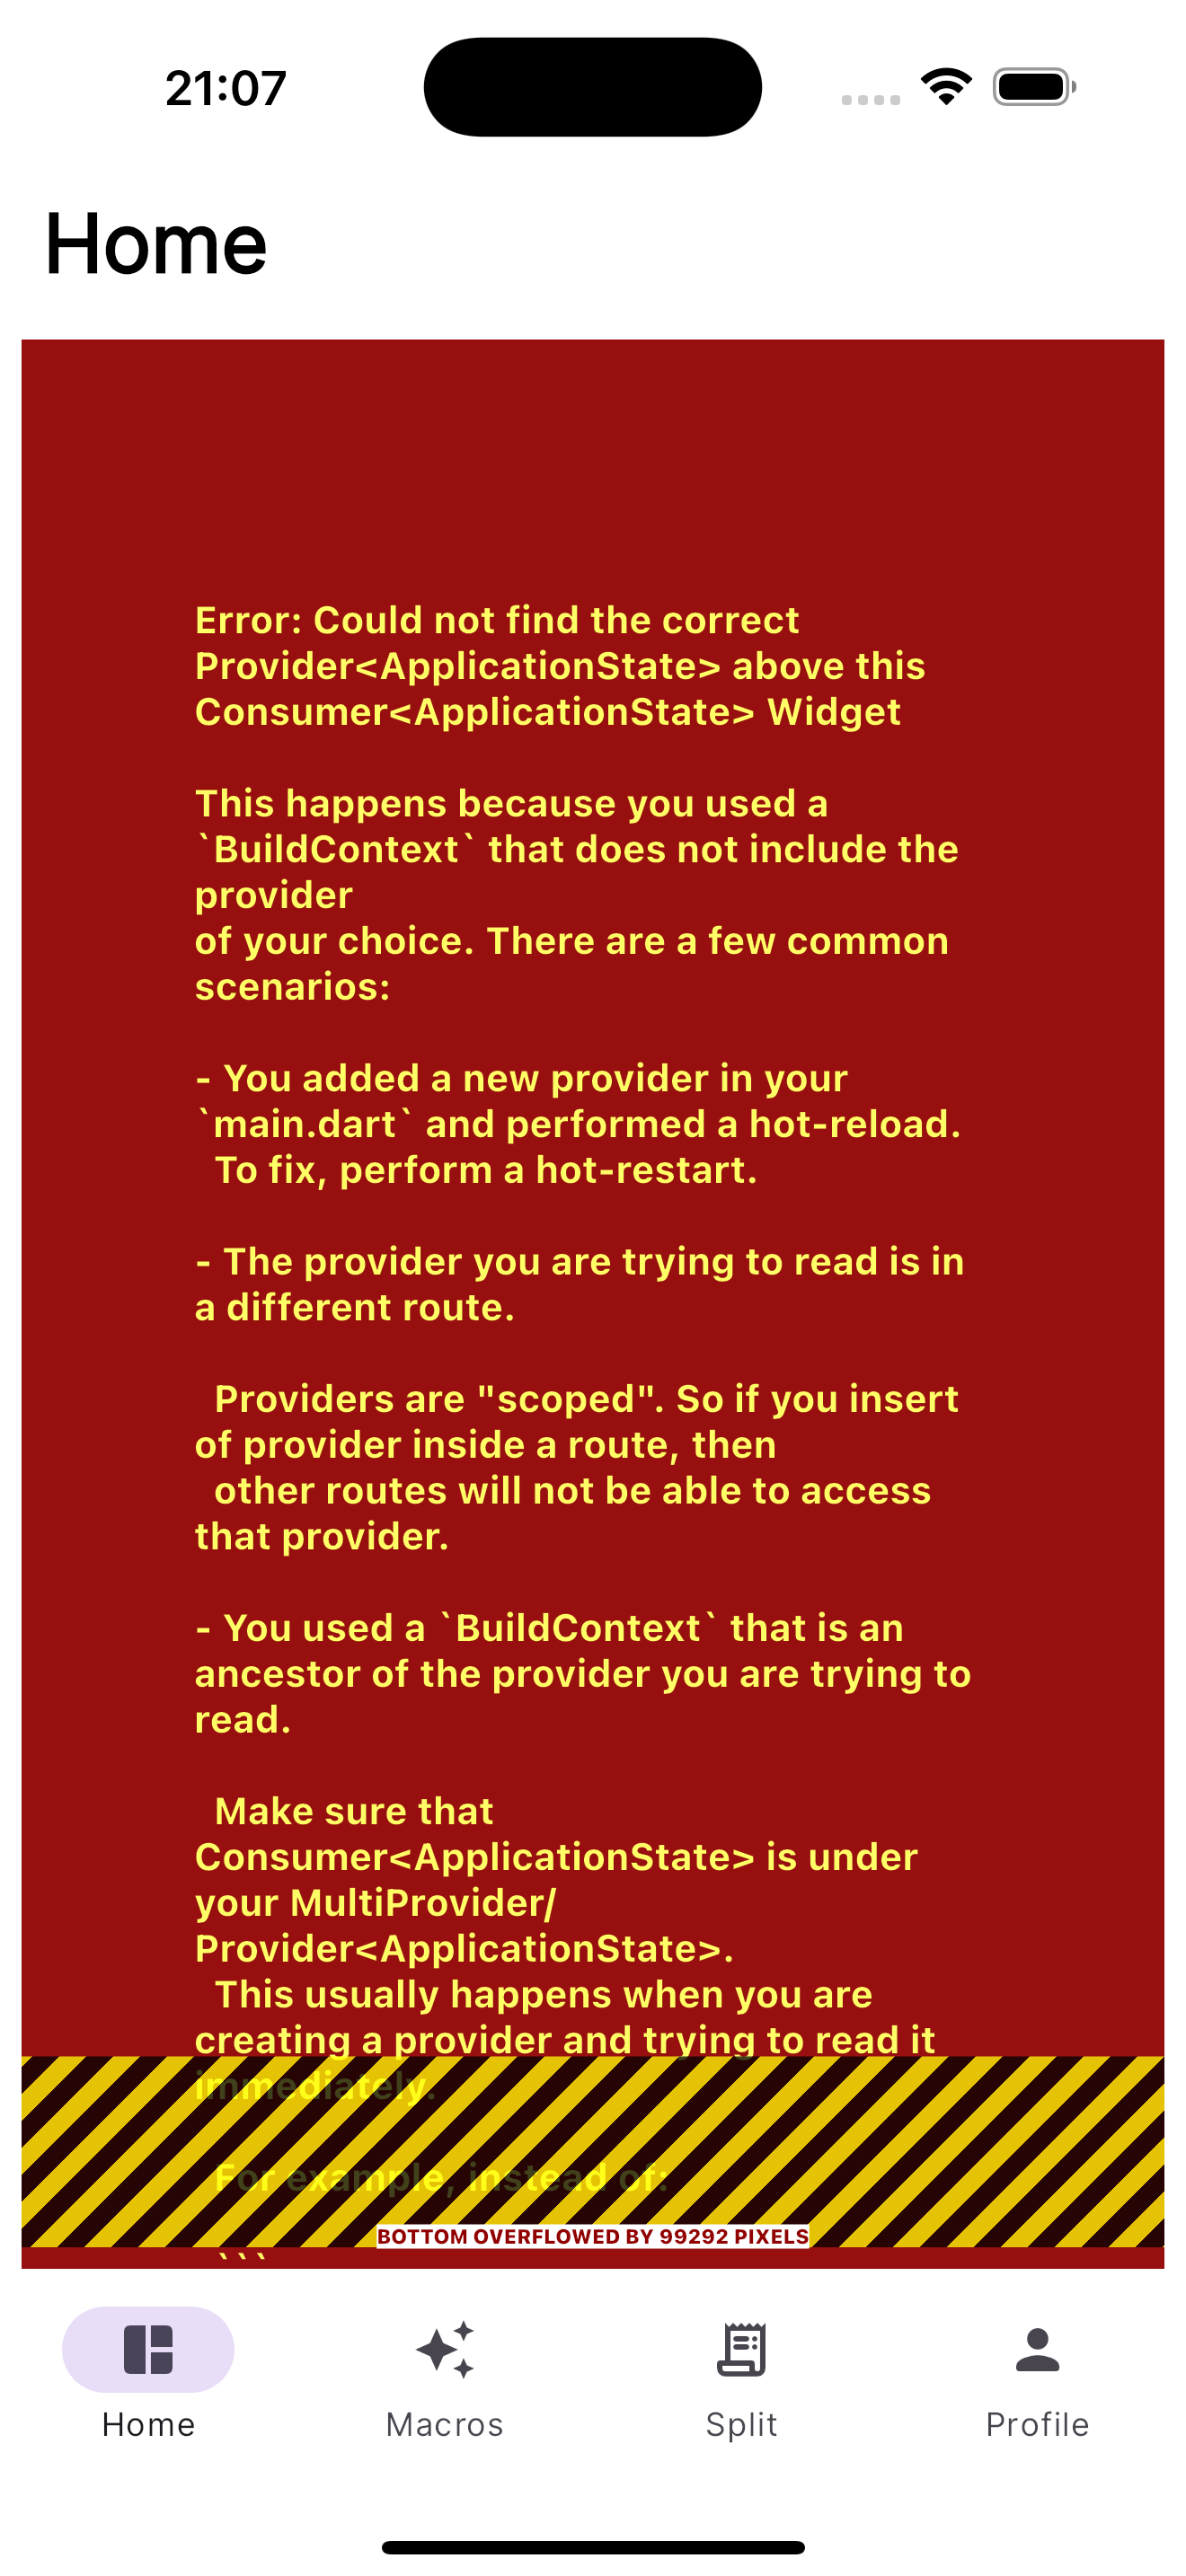 21:07
Home
Error: Could not find the correct
Provider<ApplicationState> above this
Consumer<ApplicationState> Widget
This happens because you used a
`BuildContext` that does not include the
provider
of your choice. There are a few common
scenarios:
- You added a new provider in your
`main.dart` and performed a hot-reload.
To fix, perform a hot-restart.
- The provider you are trying to read is in
a different route.
Providers are "scoped". So if you insert
of provider inside a route, then
other routes will not be able to access
that provider.
- You used a `BuildContext` that is an
ancestor of the provider you are trying to
read.
Make sure that
Consumer<ApplicationState> is under
your MultiProvider/
Provider<ApplicationState>.
This usually happens when you are
creating a provider and trying to read it
immediately.
For example, instead of:
BOTTOM OVERFLOWED BY 99292 PIXELS
```
Home
Macros
Split
Profile